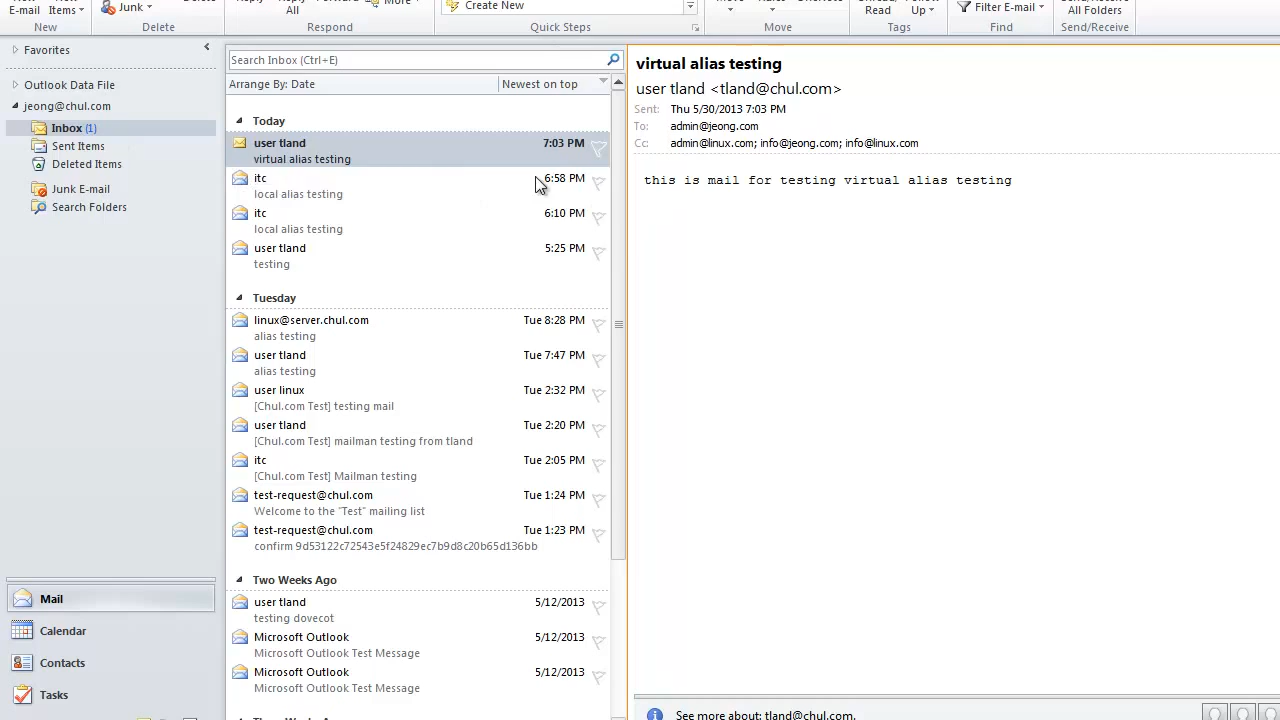 E-mail Items
Junk
Delete
New
All
More
Respond
Create New
Quick Steps
Move
Read Up
Tags
Filter E-mail
Find
All Folders
Send/Receive
Favorites
Outlook Data File
jeong@chul.com
Inbox (1)
Sent Items
Deleted Items
Junk E-mail
Search Folders
Mail
Calendar
Contacts
Tasks
Search Inbox (Ctrl+E)
Arrange By: Date Newest on top
Today
user tland 7:03 PM
virtual alias testing
itc 6:58 PM
local alias testing
itc 6:10 PM
local alias testing
user tland 5:25 PM
testing
Tuesday
linux@server.chul.com Tue 8:28 PM
alias testing
user tland Tue 7:47 PM
alias testing
user linux Tue 2:32 PM
[Chul.com Test] testing mail
user tland Tue 2:20 PM
[Chul.com Test] mailman testing from tland
itc Tue 2:05 PM
[Chul.com Test] Mailman testing
test-request@chul.com Tue 1:24 PM
Welcome to the "Test" mailing list
test-request@chul.com Tue 1:23 PM
confirm 9d53122c72543e5f24829ec7b9d8c20b65d136bb
Two Weeks Ago
user tland 5/12/2013
testing dovecot
Microsoft Outlook 5/12/2013
Microsoft Outlook Test Message
Microsoft Outlook 5/12/2013
Microsoft Outlook Test Message
virtual alias testing
user tland <tland@chul.com>
Sent: Thu 5/30/2013 7:03 PM
To: admin@jeong.com
Cc: admin@linux.com; info@jeong.com; info@linux.com
this is mail for testing virtual alias testing
See more about: tland@chul.com.